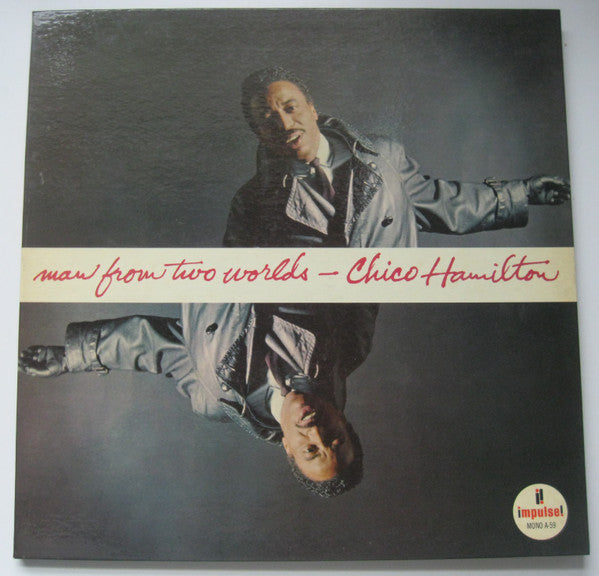 man from two worlds – Chico Hamilton
i!
impulse!
MONO A-59